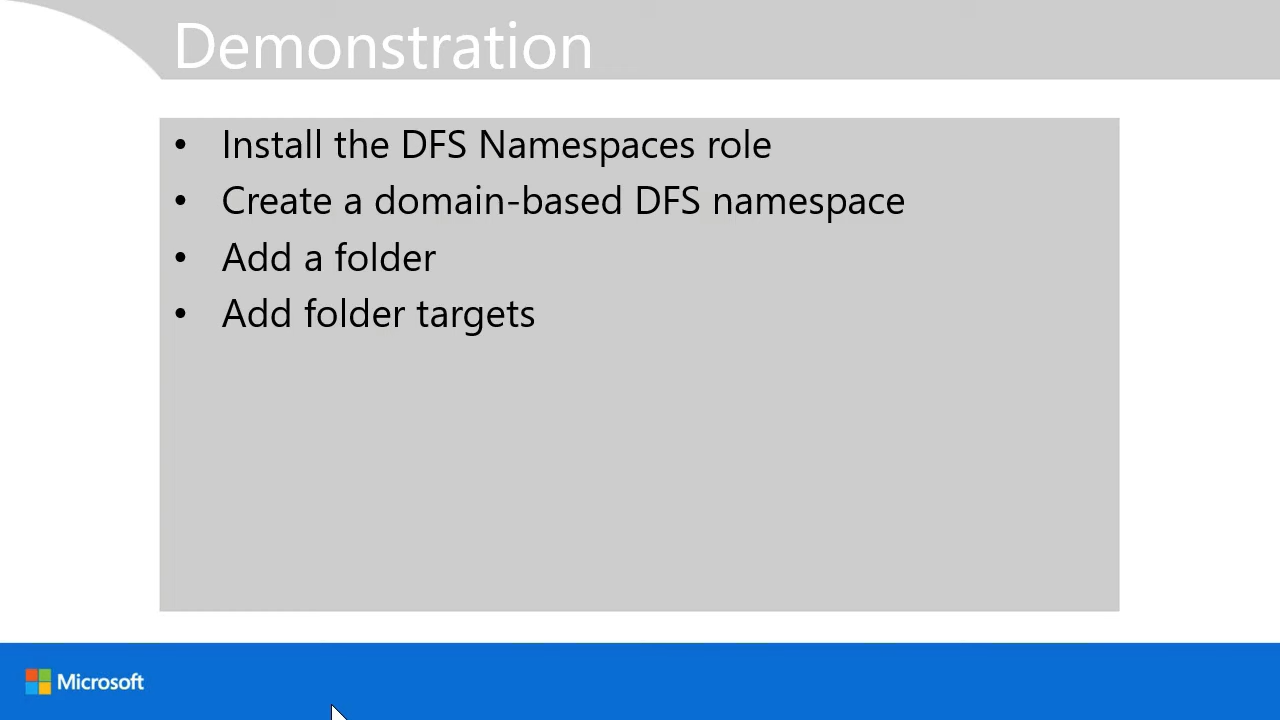 Demonstration
• Install the DFS Namespaces role
• Create a domain-based DFS namespace
• Add a folder
• Add folder targets
Microsoft